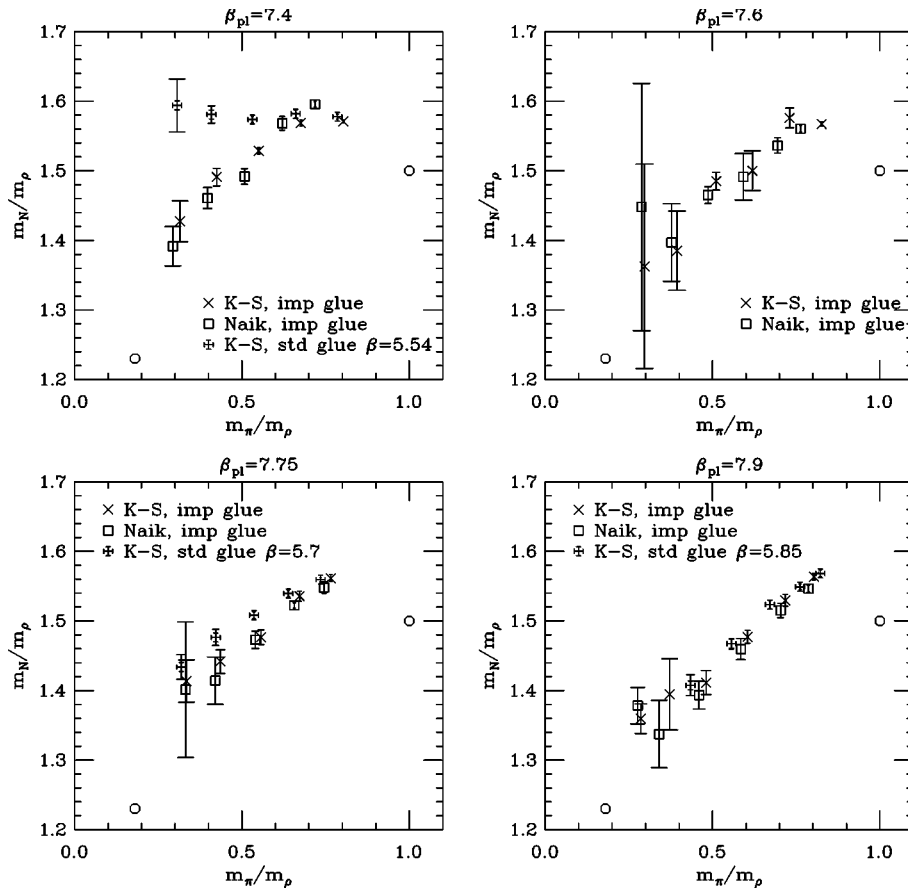 β_pl=7.4
1.7
1.6
1.5
1.4
1.3
1.2
m_N/m_ρ
K−S, imp glue
Naik, imp glue
K−S, std glue β=5.54
0.0 0.5 1.0
m_π/m_ρ
β_pl=7.6
1.7
1.6
1.5
1.4
1.3
1.2
m_N/m_ρ
K−S, imp glue
Naik, imp glue
0.0 0.5 1.0
m_π/m_ρ
β_pl=7.75
1.7
1.6
1.5
1.4
1.3
1.2
m_N/m_ρ
K−S, imp glue
Naik, imp glue
K−S, std glue β=5.7
0.0 0.5 1.0
m_π/m_ρ
β_pl=7.9
1.7
1.6
1.5
1.4
1.3
1.2
m_N/m_ρ
K−S, imp glue
Naik, imp glue
K−S, std glue β=5.85
0.0 0.5 1.0
m_π/m_ρ